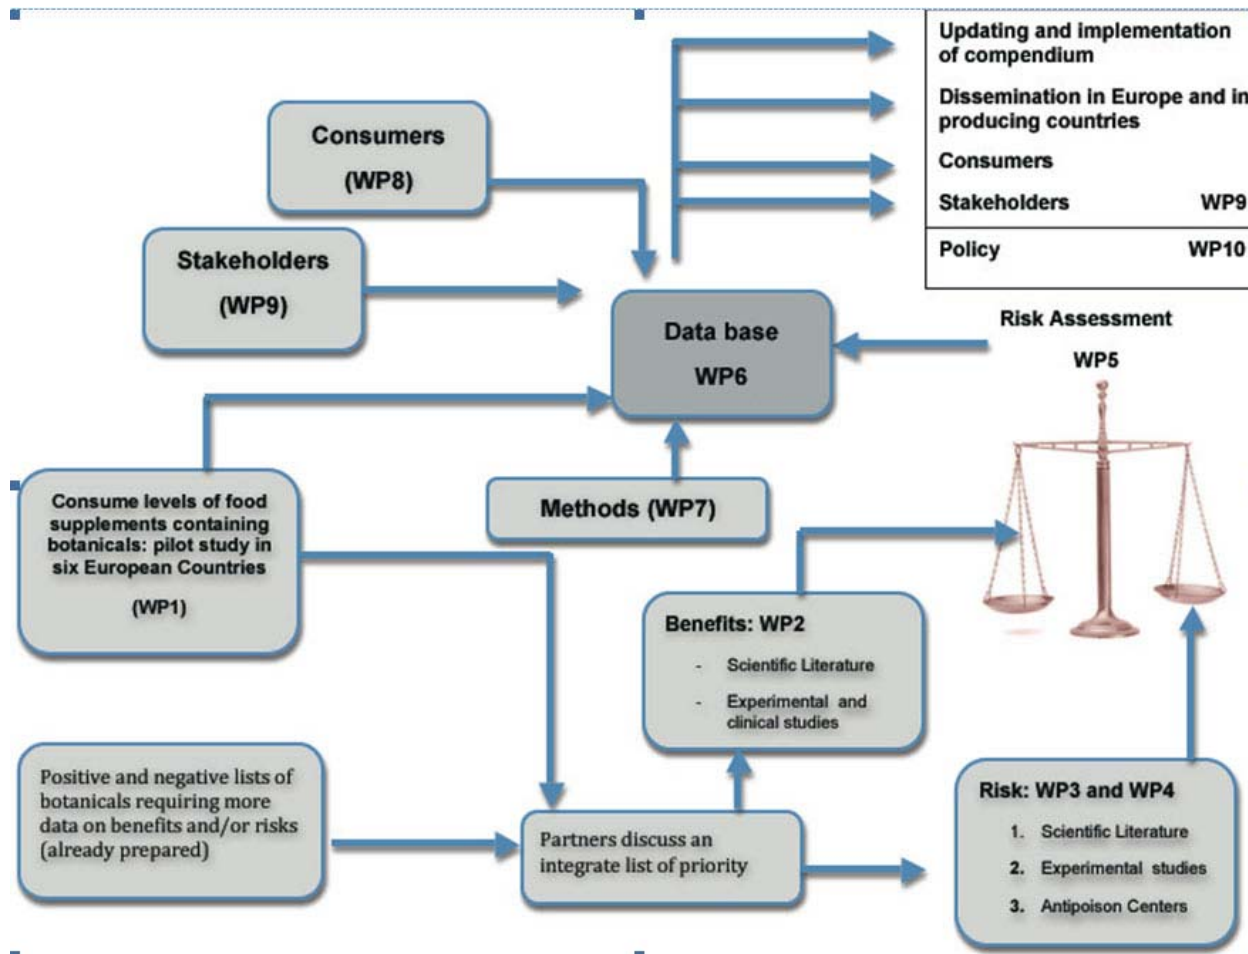 Updating and implementation
of compendium
Dissemination in Europe and in
producing countries
Consumers
Stakeholders WP9
Policy WP10
Consumers
(WP8)
Stakeholders
(WP9)
Data base
WP6
Risk Assessment
WP5
Consume levels of food
supplements containing
botanicals: pilot study in
six European Countries
(WP1)
Methods (WP7)
Benefits: WP2
- Scientific Literature
- Experimental and
clinical studies
Positive and negative lists of
botanicals requiring more
data on benefits and/or risks
(already prepared)
Partners discuss an
integrate list of priority
Risk: WP3 and WP4
1. Scientific Literature
2. Experimental studies
3. Antipoison Centers